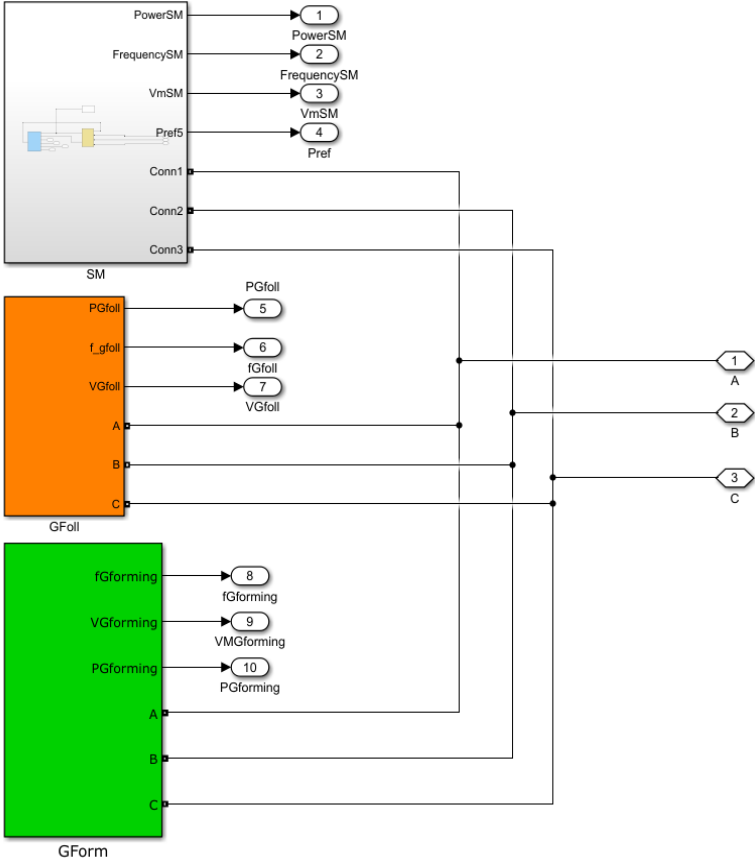 PowerSM
1
PowerSM
FrequencySM
2
FrequencySM
VmSM
3
VmSM
Pref5
4
Pref
Conn1
Conn2
Conn3
SM
PGfoll
PGfoll
5
f_gfoll
6
fGfoll
VGfoll
7
VGfoll
A
B
C
GFoll
1
A
2
B
3
C
fGforming
8
fGforming
VGforming
9
VMGforming
PGforming
10
PGforming
A
B
C
GForm